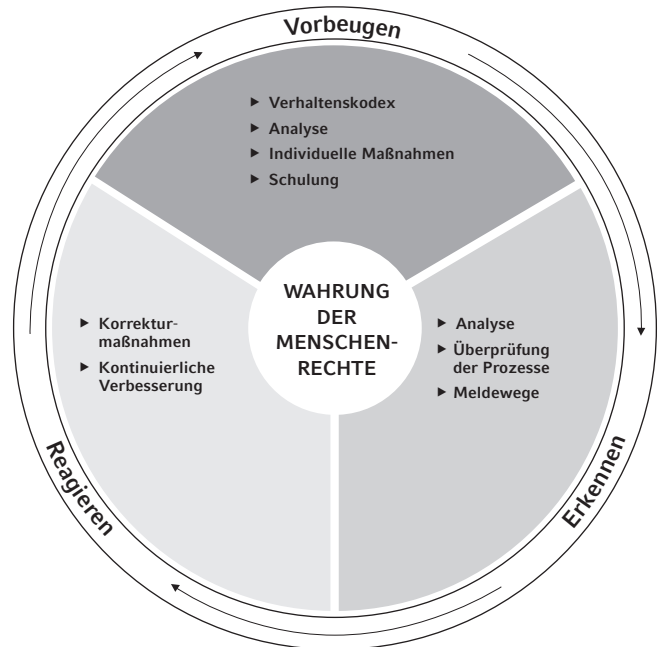 Vorbeugen
▶ Verhaltenskodex
▶ Analyse
▶ Individuelle Maßnahmen
▶ Schulung
WAHRUNG
DER
MENSCHEN-
RECHTE
▶ Analyse
▶ Überprüfung
der Prozesse
▶ Meldewege
Erkennen
▶ Korrektur-
maßnahmen
▶ Kontinuierliche
Verbesserung
Reagieren